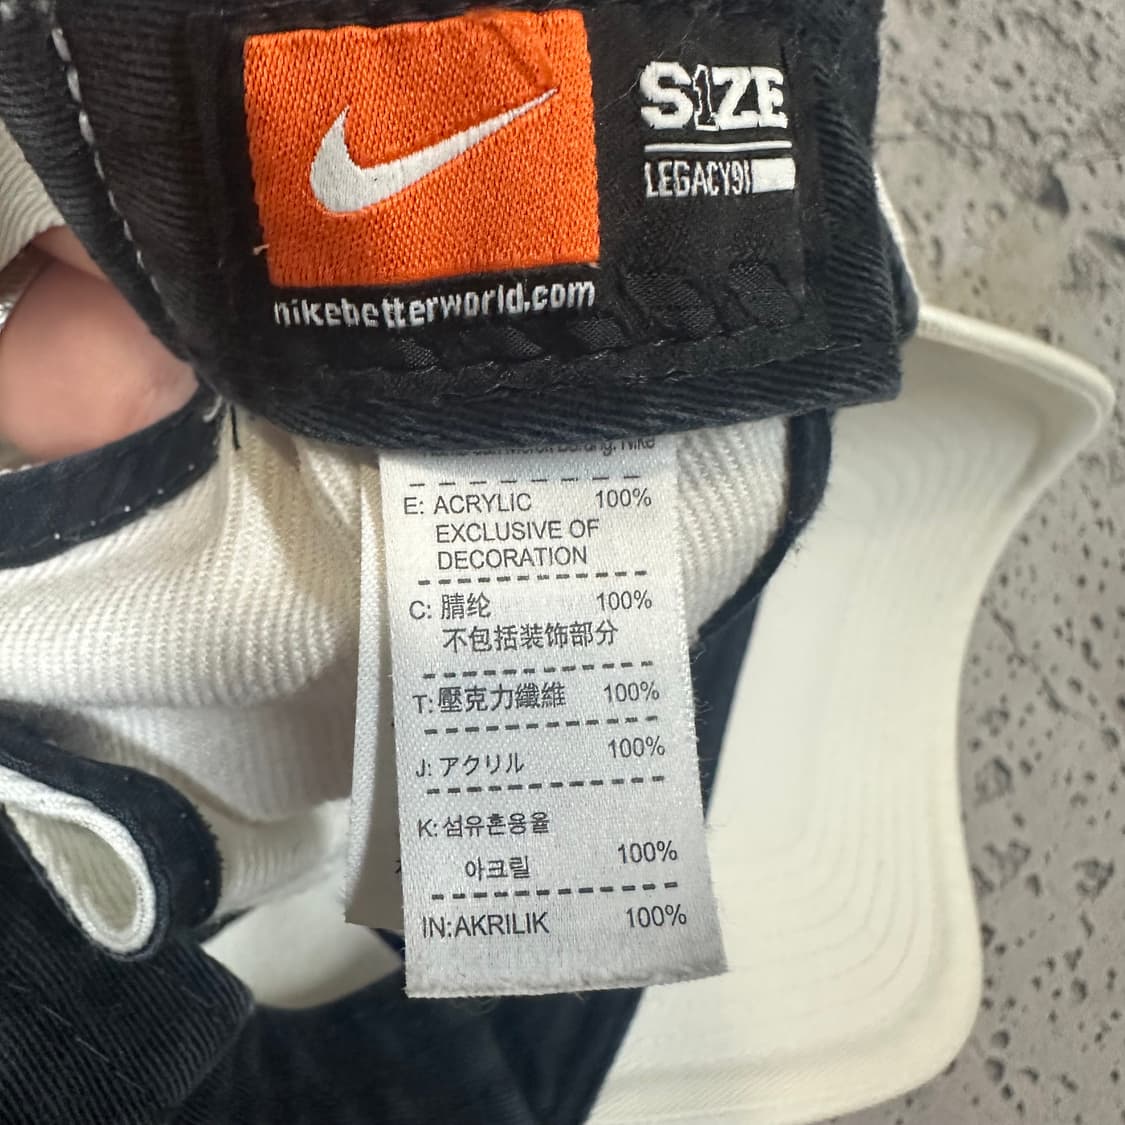 S1ZE
LEGACY91
nikebetterworld.com
E: ACRYLIC 100%
EXCLUSIVE OF
DECORATION
C: 腈纶 100%
不包括装饰部分
T: 壓克力纖維 100%
J: アクリル 100%
K: 섬유혼용율
아크릴 100%
IN:AKRILIK 100%